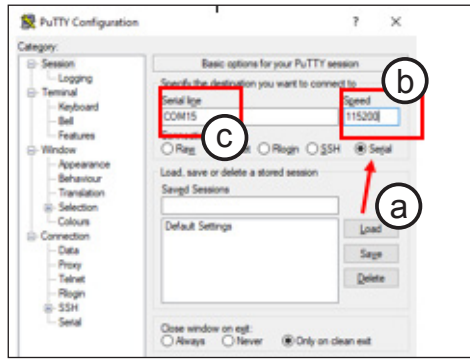 PuTTY Configuration ? ×
Category:
Session
Logging
Terminal
Keyboard
Bell
Features
Window
Appearance
Behaviour
Translation
Selection
Colours
Connection
Data
Proxy
Telnet
Rlogin
SSH
Serial
Basic options for your PuTTY session
Specify the destination you want to connect to
Serial line Speed
COM15 115200
b
c
Raw Rlogin SSH Serial
a
Load, save or delete a stored session
Saved Sessions
Default Settings
Load
Save
Delete
Close window on exit:
Always Never Only on clean exit